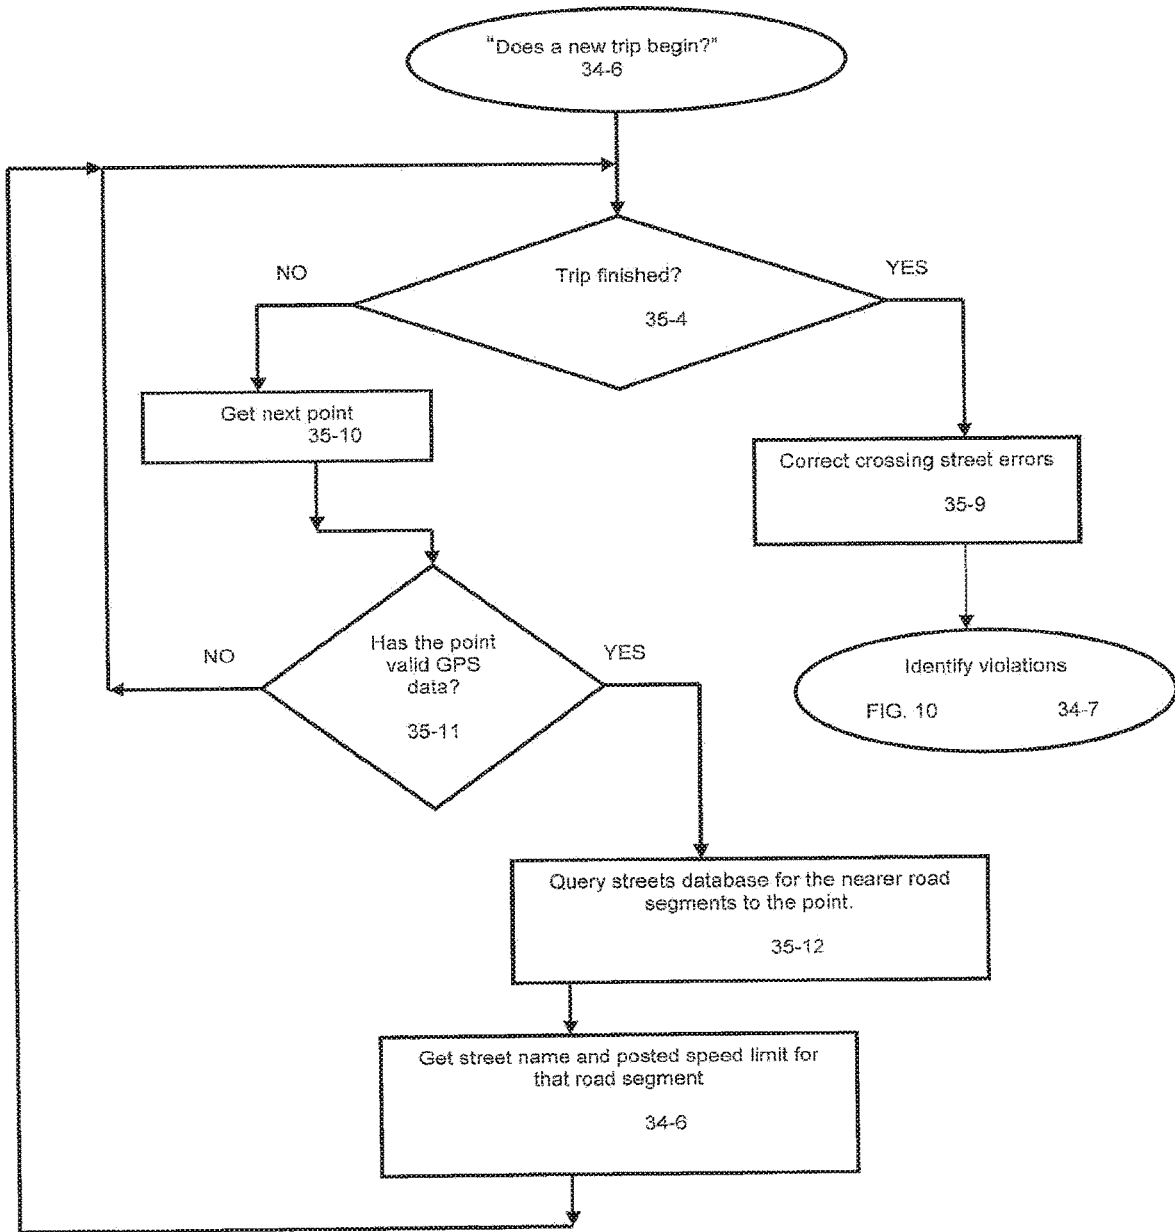 "Does a new trip begin?"
34-6
NO
YES
Trip finished?
35-4
Get next point
35-10
Correct crossing street errors
35-9
NO
YES
Has the point
valid GPS
data?
35-11
Identify violations
FIG. 10 34-7
Query streets database for the nearer road
segments to the point.
35-12
Get street name and posted speed limit for
that road segment
34-6